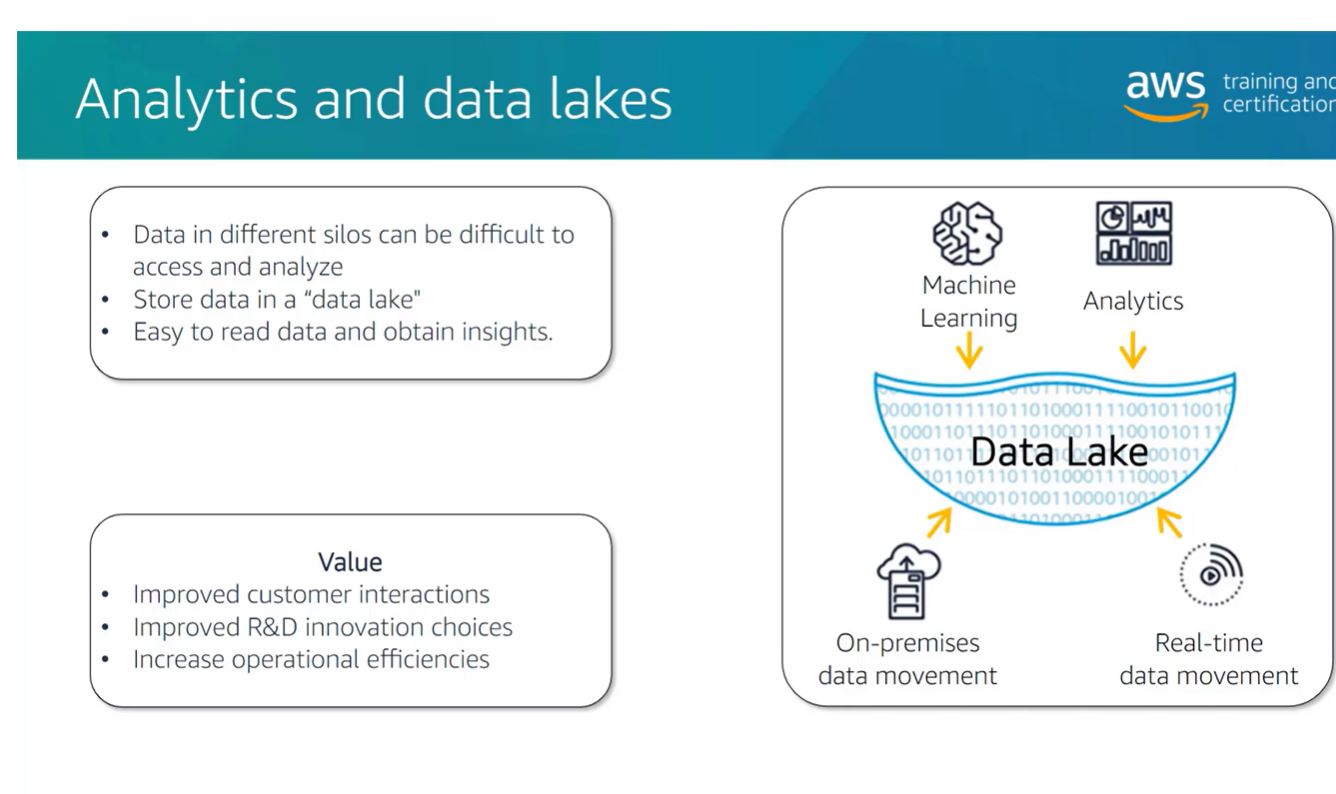 Analytics and data lakes
aws training and
certification
• Data in different silos can be difficult to
access and analyze
• Store data in a “data lake"
• Easy to read data and obtain insights.
Value
• Improved customer interactions
• Improved R&D innovation choices
• Increase operational efficiencies
Machine
Learning
Analytics
Data Lake
On-premises
data movement
Real-time
data movement